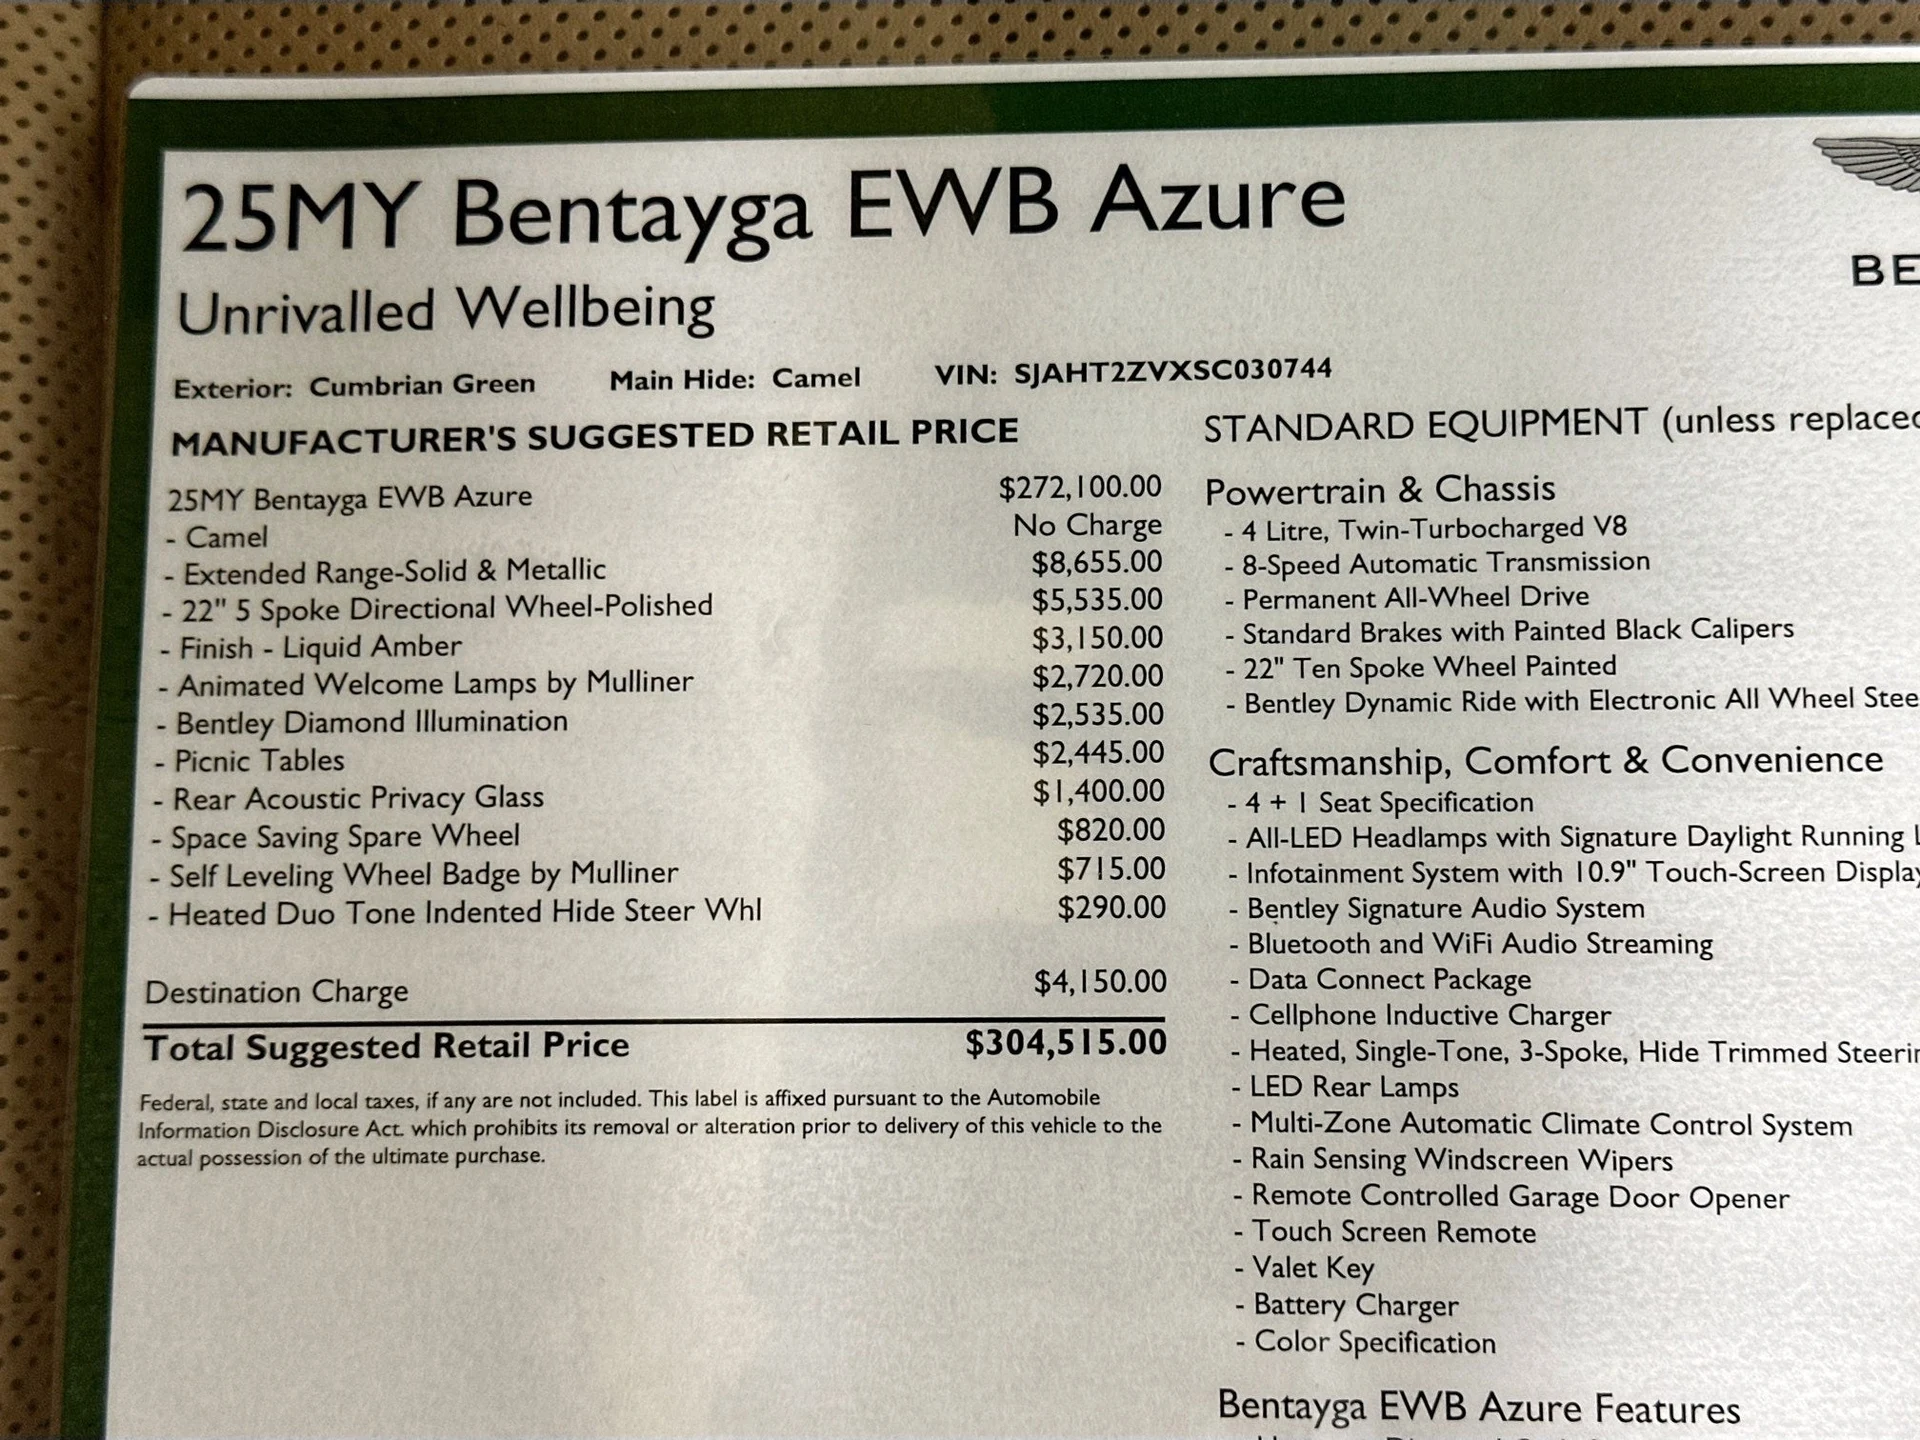 25MY Bentayga EWB Azure
Unrivalled Wellbeing
Exterior: Cumbrian Green Main Hide: Camel VIN: SJAHT2ZVXSC030744
MANUFACTURER'S SUGGESTED RETAIL PRICE
25MY Bentayga EWB Azure $272,100.00
- Camel No Charge
- Extended Range-Solid & Metallic $8,655.00
- 22" 5 Spoke Directional Wheel-Polished $5,535.00
- Finish - Liquid Amber $3,150.00
- Animated Welcome Lamps by Mulliner $2,720.00
- Bentley Diamond Illumination $2,535.00
- Picnic Tables $2,445.00
- Rear Acoustic Privacy Glass $1,400.00
- Space Saving Spare Wheel $820.00
- Self Leveling Wheel Badge by Mulliner $715.00
- Heated Duo Tone Indented Hide Steer Whl $290.00
Destination Charge $4,150.00
Total Suggested Retail Price $304,515.00
Federal, state and local taxes, if any are not included. This label is affixed pursuant to the Automobile
Information Disclosure Act. which prohibits its removal or alteration prior to delivery of this vehicle to the
actual possession of the ultimate purchase.
BE
STANDARD EQUIPMENT (unless replaced
Powertrain & Chassis
- 4 Litre, Twin-Turbocharged V8
- 8-Speed Automatic Transmission
- Permanent All-Wheel Drive
- Standard Brakes with Painted Black Calipers
- 22" Ten Spoke Wheel Painted
- Bentley Dynamic Ride with Electronic All Wheel Stee
Craftsmanship, Comfort & Convenience
- 4 + 1 Seat Specification
- All-LED Headlamps with Signature Daylight Running L
- Infotainment System with 10.9" Touch-Screen Display
- Bentley Signature Audio System
- Bluetooth and WiFi Audio Streaming
- Data Connect Package
- Cellphone Inductive Charger
- Heated, Single-Tone, 3-Spoke, Hide Trimmed Steerin
- LED Rear Lamps
- Multi-Zone Automatic Climate Control System
- Rain Sensing Windscreen Wipers
- Remote Controlled Garage Door Opener
- Touch Screen Remote
- Valet Key
- Battery Charger
- Color Specification
Bentayga EWB Azure Features